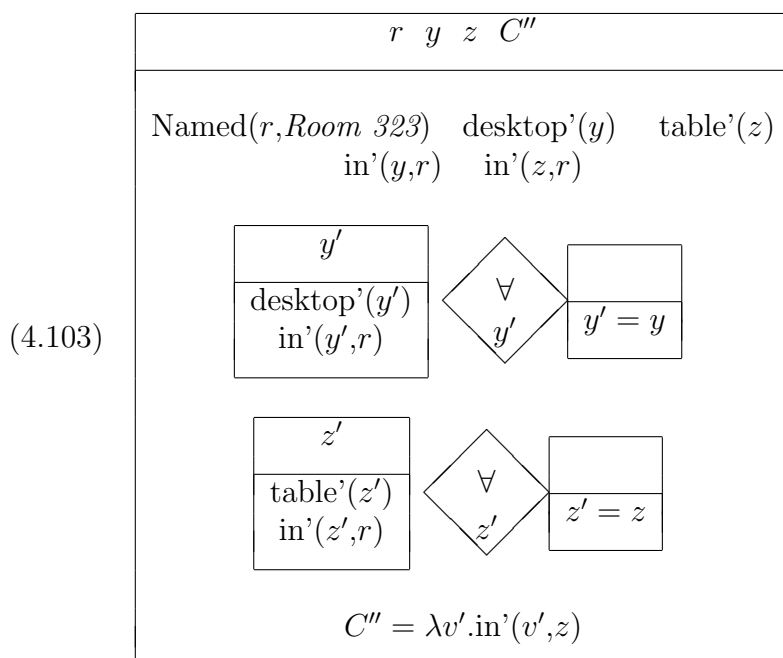 r y z C′′
Named(r,Room 323) desktop’(y) table’(z)
in’(y,r) in’(z,r)
y′
desktop’(y′)
in’(y′,r)
∀
y′
y′ = y
(4.103)
z′
table’(z′)
in’(z′,r)
∀
z′
z′ = z
C′′ = λv′.in’(v′,z)